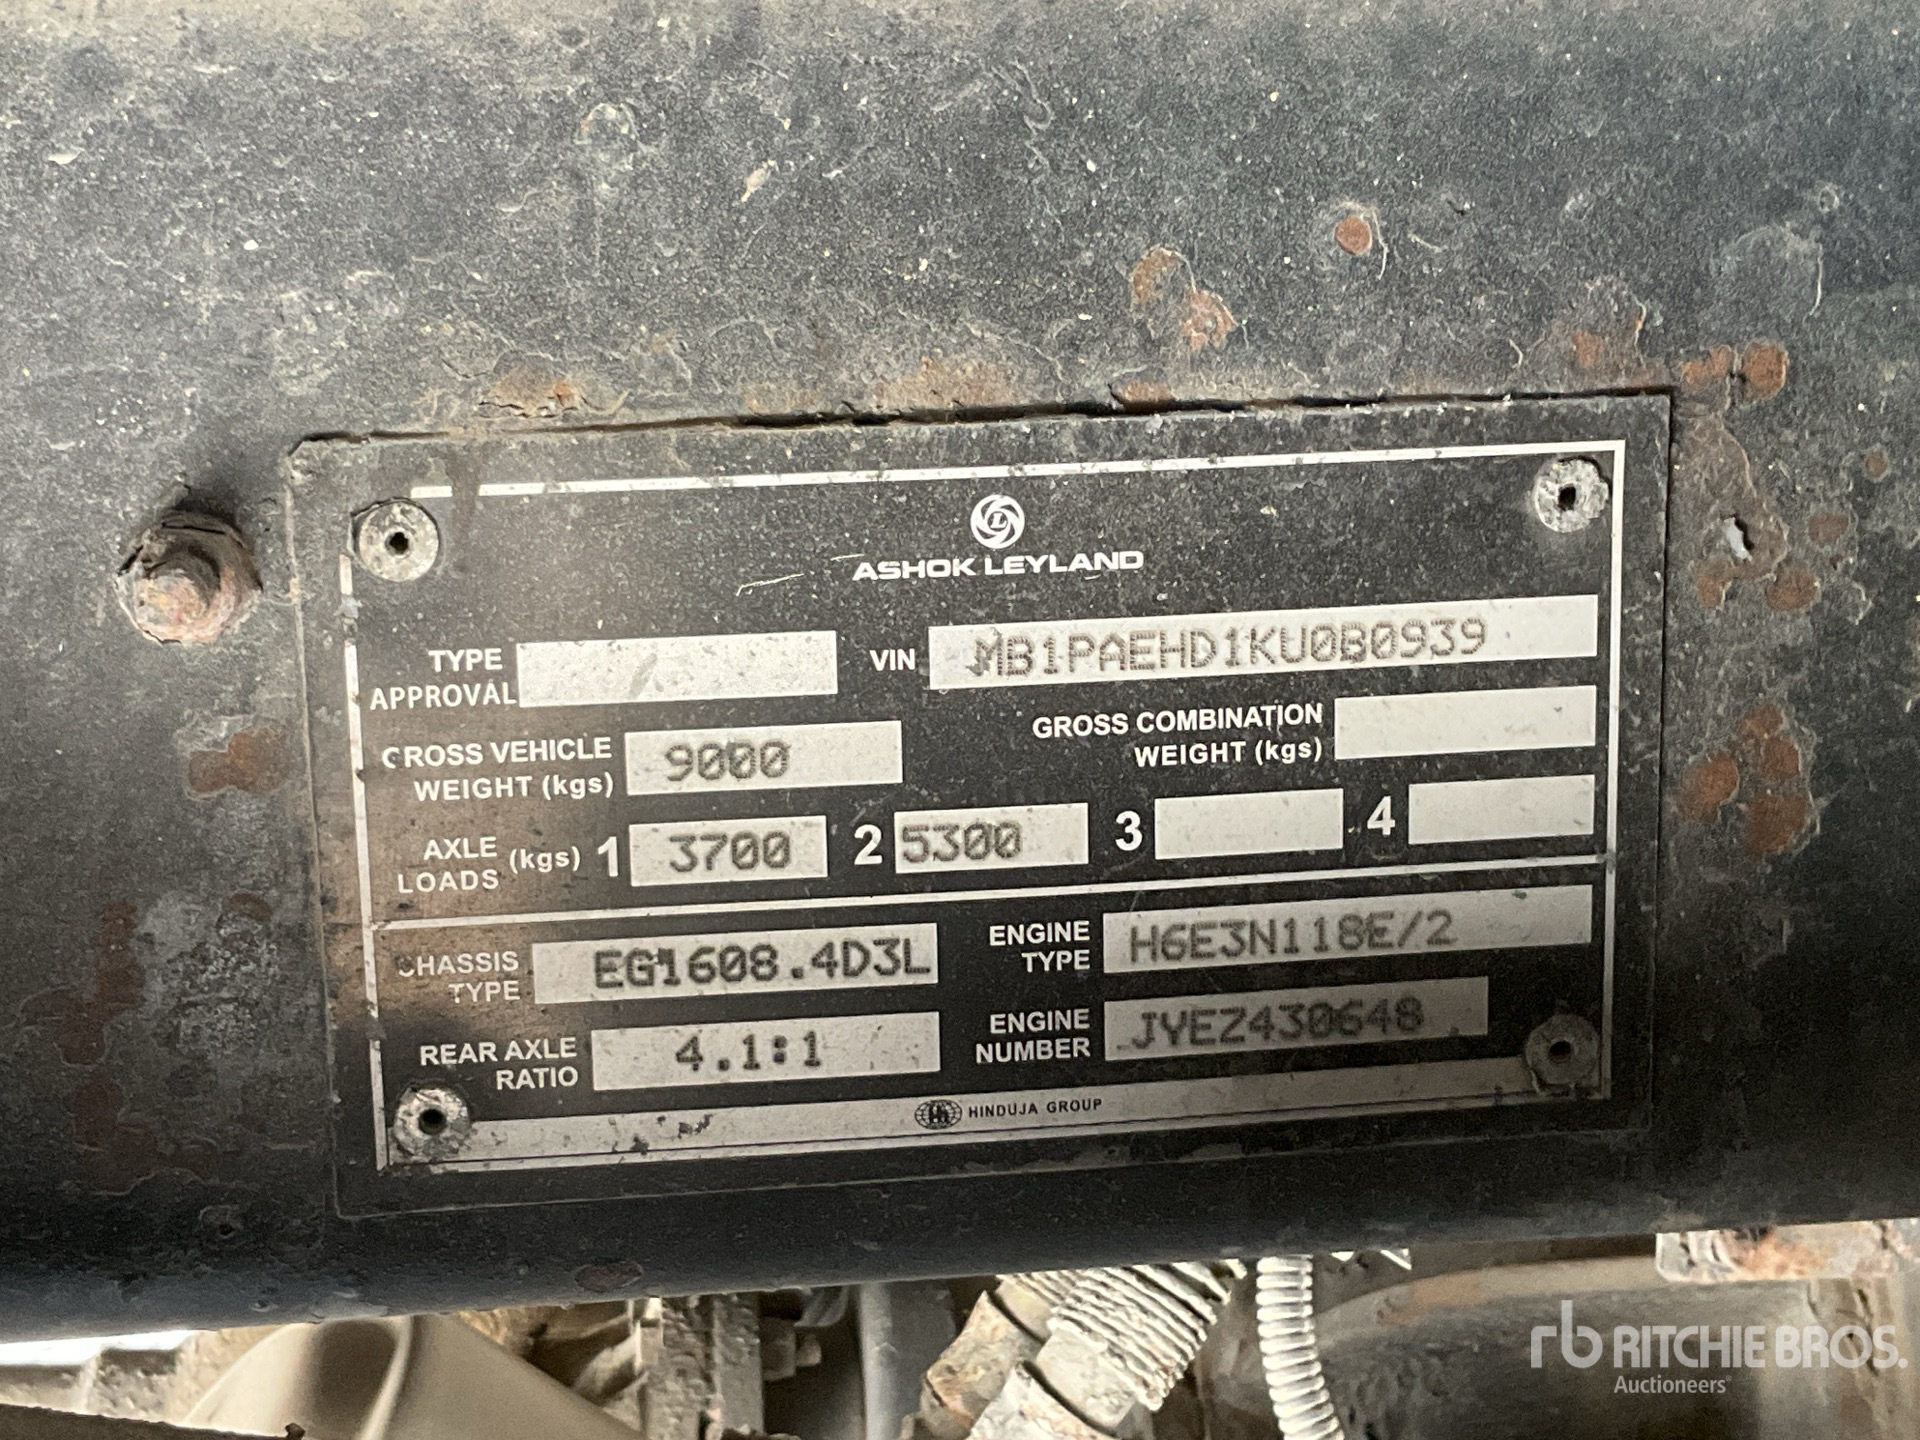 ASHOK LEYLAND
TYPE APPROVAL
VIN MB1PAEHD1KU0B0939
GROSS VEHICLE WEIGHT (kgs) 9000
GROSS COMBINATION WEIGHT (kgs)
AXLE LOADS (kgs) 1 3700 2 5300 3 4
CHASSIS TYPE EG1608.4D3L
ENGINE TYPE H6E3N118E/2
REAR AXLE RATIO 4.1:1
ENGINE NUMBER JYEZ430648
HINDUJA GROUP
rb RITCHIE BROS.
Auctioneers